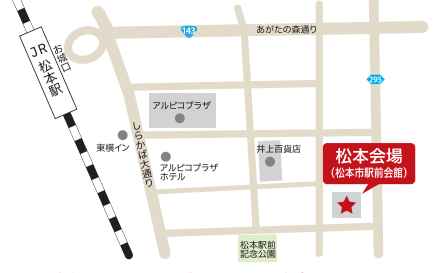 143
あがたの森通り
お城口
JR松本駅
295
アルピコプラザ
しらかば大通り
東横イン
井上百貨店
松本会場
(松本市駅前会館)
アルピコプラザ
ホテル
松本駅前
記念公園